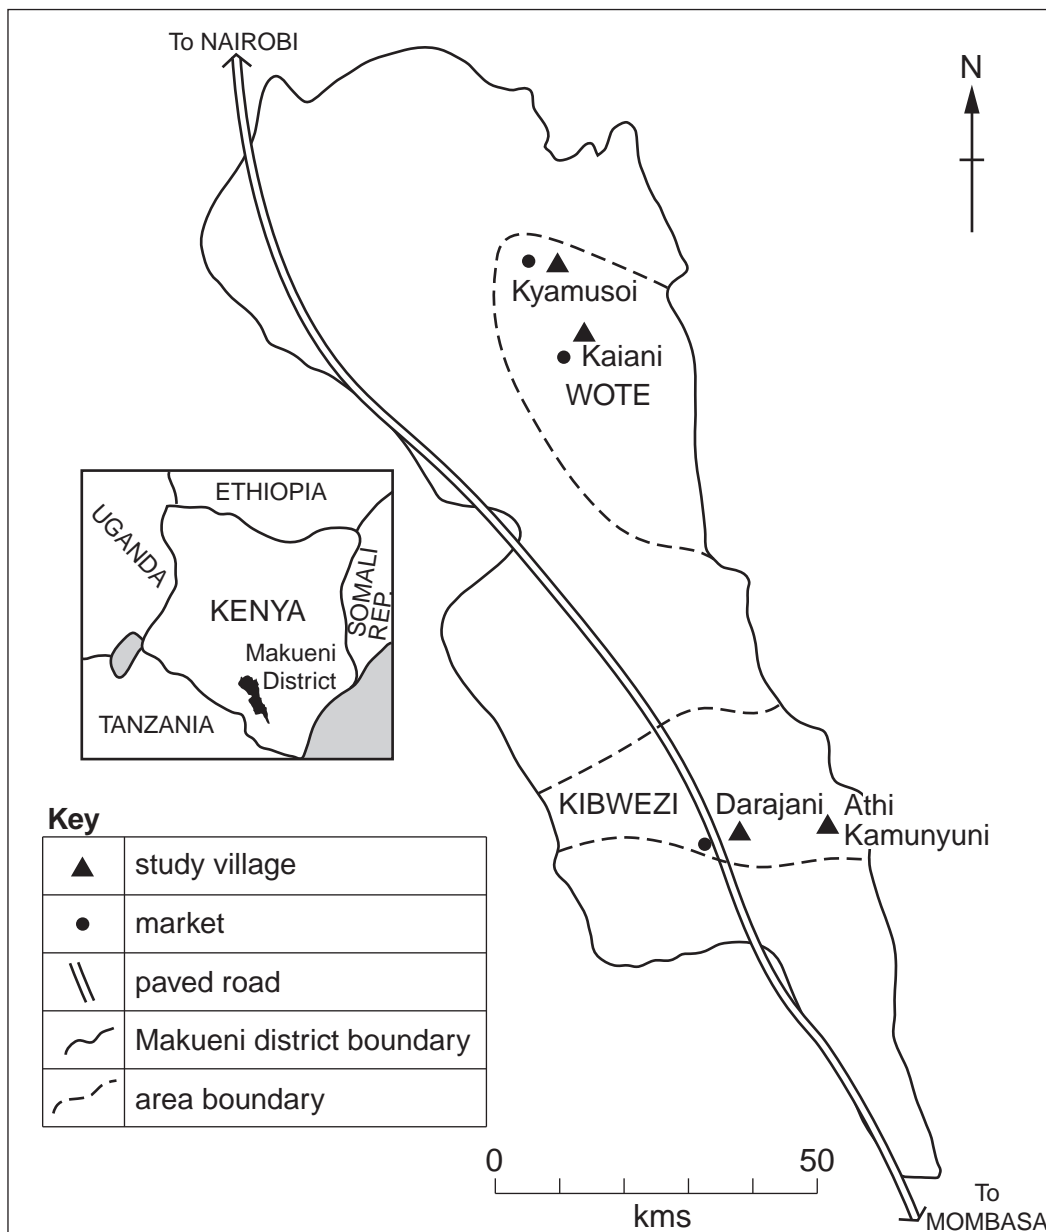 To NAIROBI
N
Kyamusoi
Kaiani
WOTE
ETHIOPIA
UGANDA
SOMALI
REP.
KENYA
Makueni
District
TANZANIA
KIBWEZI
Darajani
Athi
Kamunyuni
Key
study village
market
paved road
Makueni district boundary
area boundary
0
50
kms
To
MOMBASA